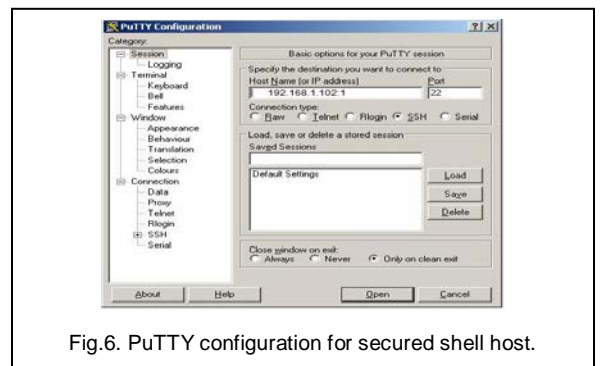 PuTTY Configuration
Category:
Session
Logging
Terminal
Keyboard
Bell
Features
Window
Appearance
Behaviour
Translation
Selection
Colours
Connection
Data
Proxy
Telnet
Rlogin
SSH
Serial
Basic options for your PuTTY session
Specify the destination you want to connect to
Host Name (or IP address) Port
192.168.1.102:1 22
Connection type:
Raw Telnet Rlogin SSH Serial
Load, save or delete a stored session
Saved Sessions
Default Settings
Load
Save
Delete
Close window on exit:
Always Never Only on clean exit
About Help Open Cancel
Fig.6. PuTTY configuration for secured shell host.